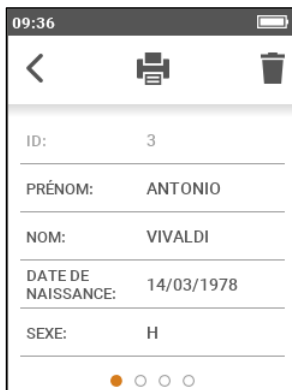 09:36
ID: 3
PRÉNOM: ANTONIO
NOM: VIVALDI
DATE DE
NAISSANCE: 14/03/1978
SEXE: H